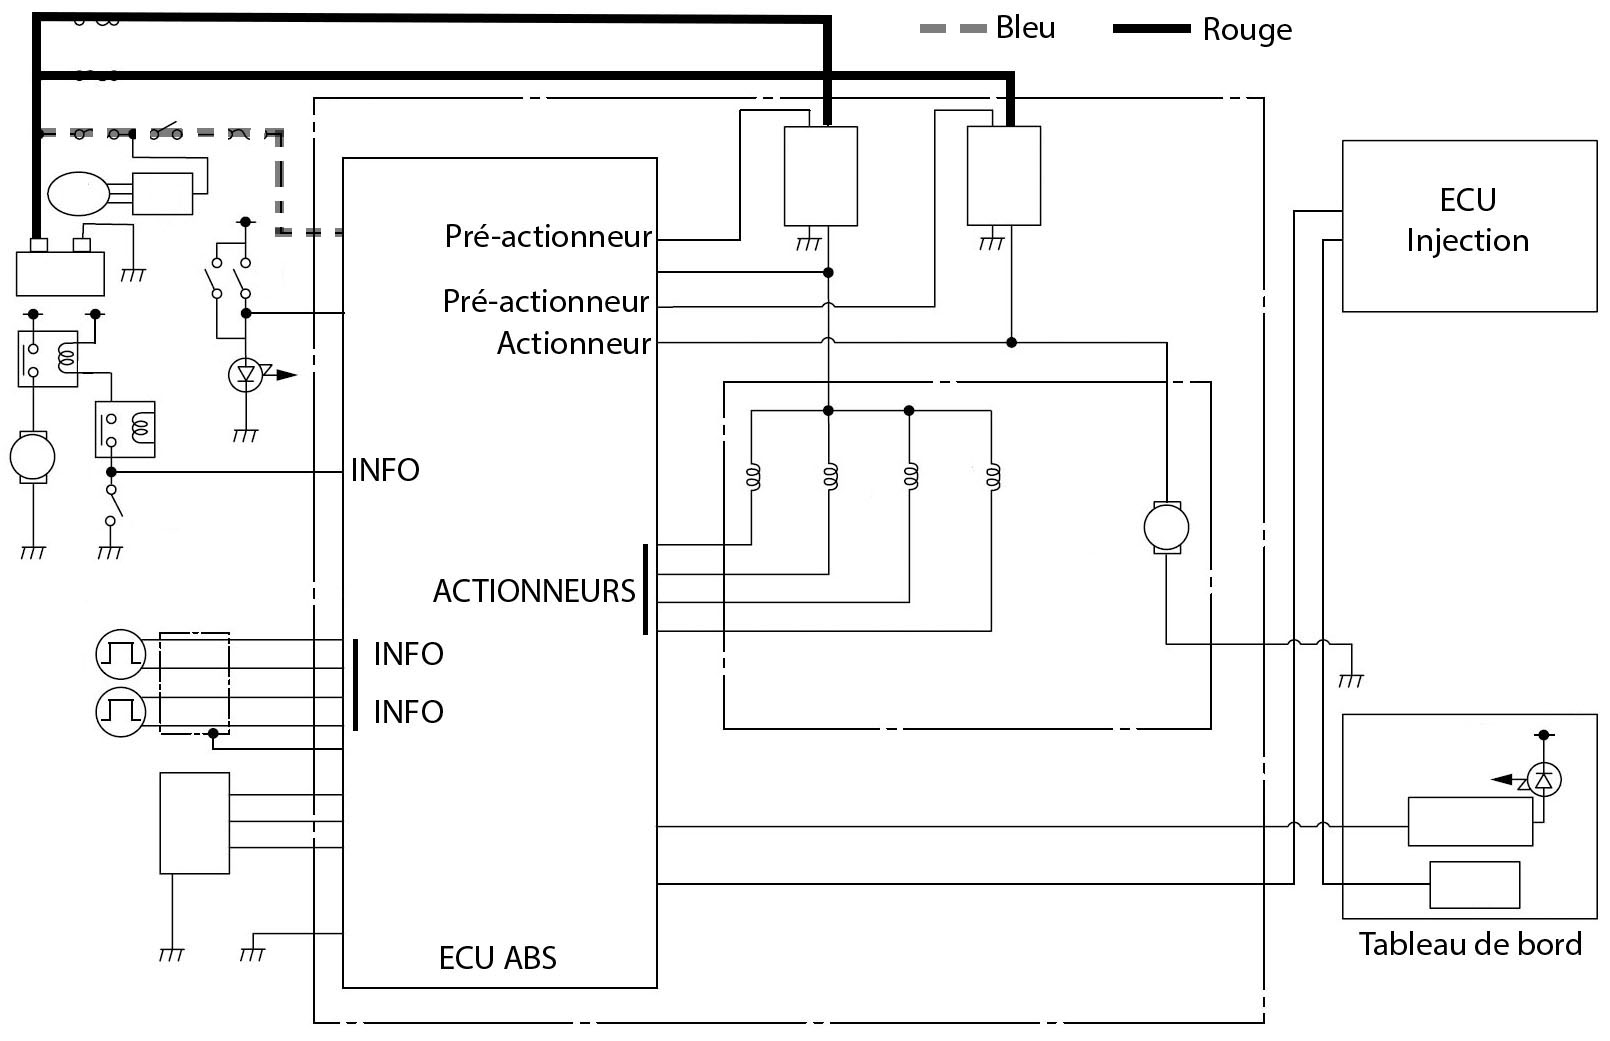 Bleu
Rouge
ECU
Injection
Pré-actionneur
Pré-actionneur
Actionneur
INFO
ACTIONNEURS
INFO
INFO
ECU ABS
Tableau de bord